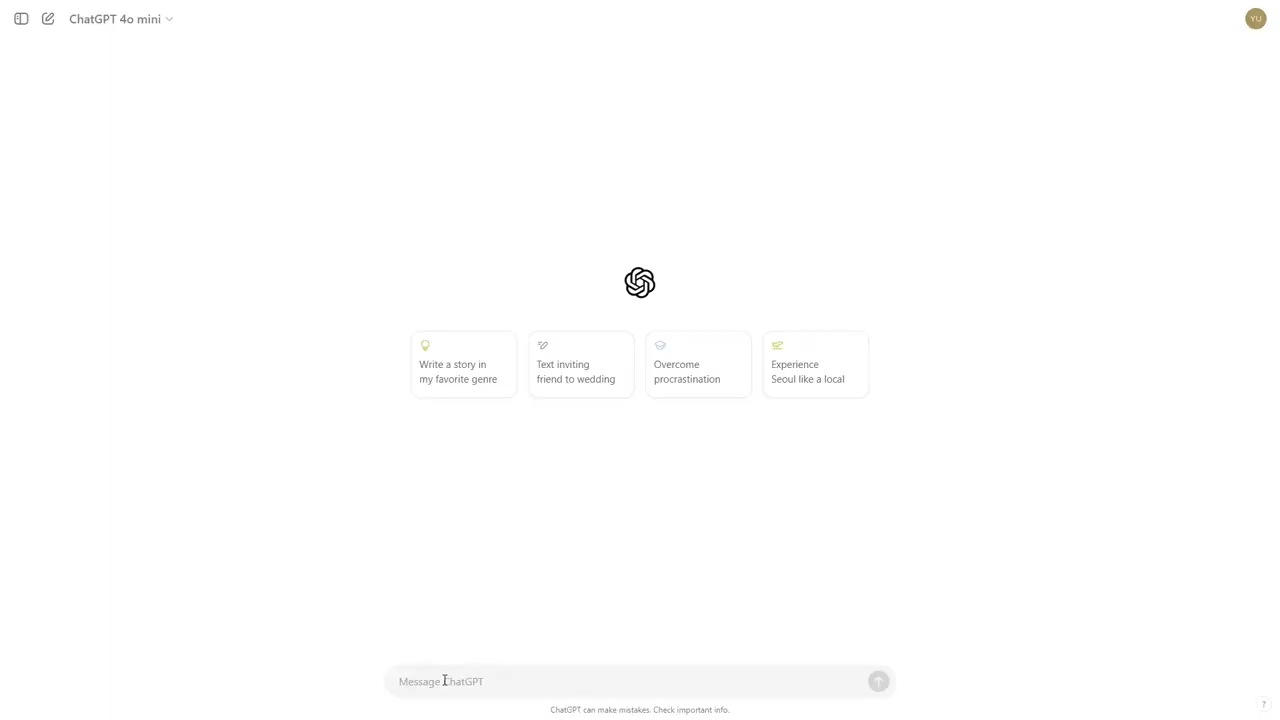 ChatGPT 4o mini
YU
Write a story in
my favorite genre
Text inviting
friend to wedding
Overcome
procrastination
Experience
Seoul like a local
Message ChatGPT
ChatGPT can make mistakes. Check important info.
?